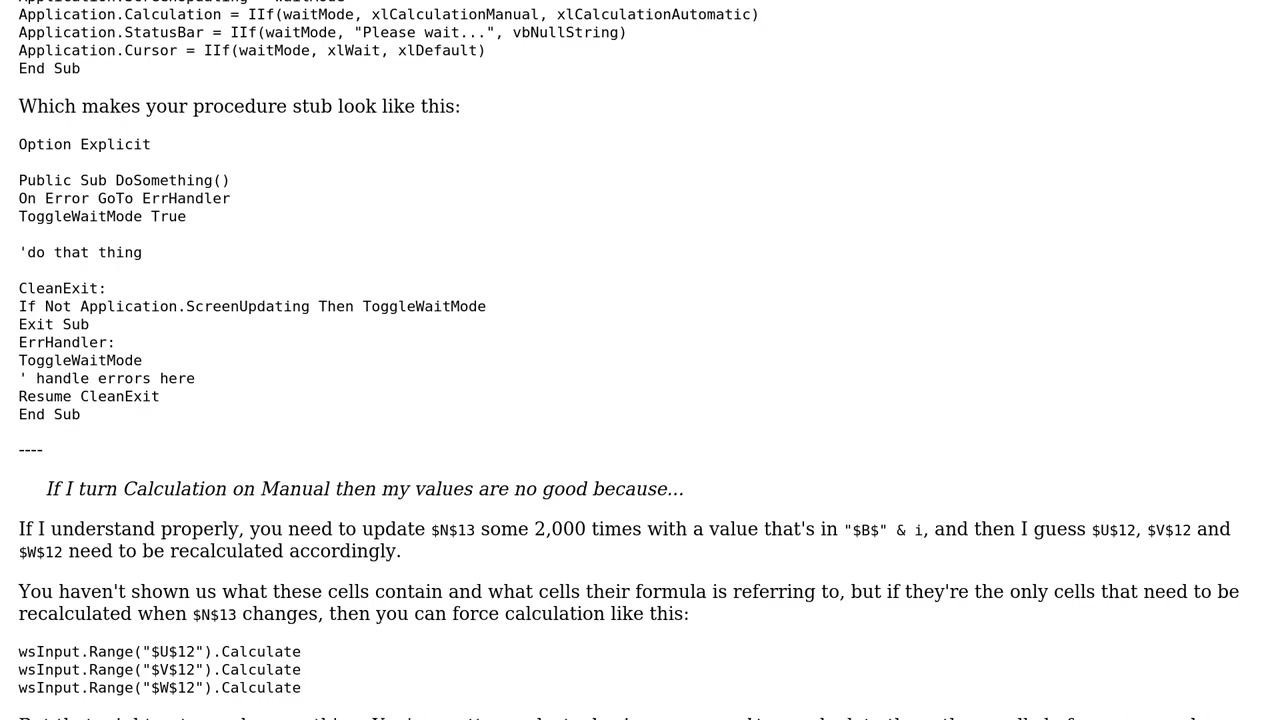 Application.Calculation = IIf(waitMode, xlCalculationManual, xlCalculationAutomatic)
Application.StatusBar = IIf(waitMode, "Please wait...", vbNullString)
Application.Cursor = IIf(waitMode, xlWait, xlDefault)
End Sub
Which makes your procedure stub look like this:
Option Explicit
Public Sub DoSomething()
On Error GoTo ErrHandler
ToggleWaitMode True
'do that thing
CleanExit:
If Not Application.ScreenUpdating Then ToggleWaitMode
Exit Sub
ErrHandler:
ToggleWaitMode
' handle errors here
Resume CleanExit
End Sub
----
If I turn Calculation on Manual then my values are no good because...
If I understand properly, you need to update $N$13 some 2,000 times with a value that's in "$B$" & i, and then I guess $U$12, $V$12 and
$W$12 need to be recalculated accordingly.
You haven't shown us what these cells contain and what cells their formula is referring to, but if they're the only cells that need to be
recalculated when $N$13 changes, then you can force calculation like this:
wsInput.Range("$U$12").Calculate
wsInput.Range("$V$12").Calculate
wsInput.Range("$W$12").Calculate